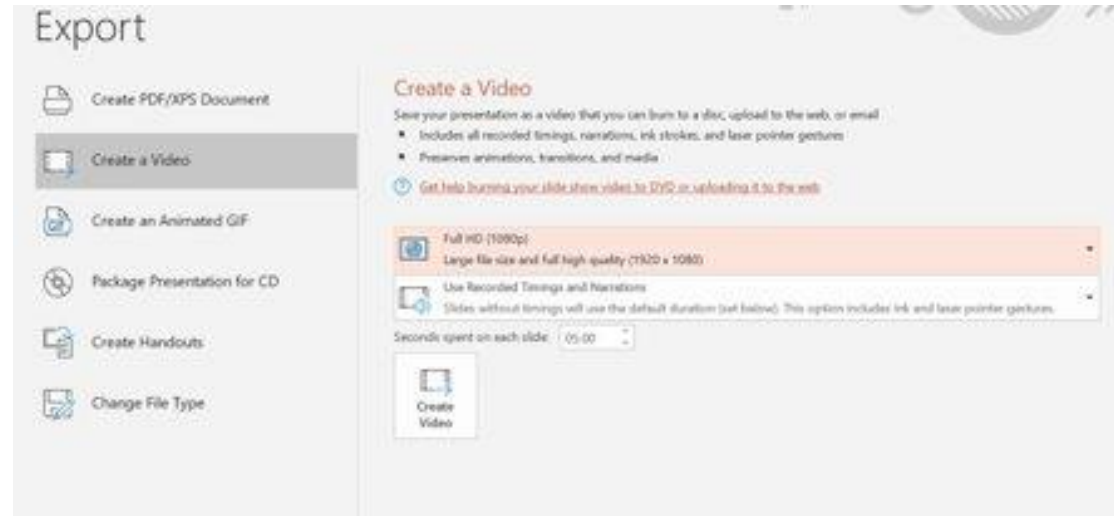 Export
Create PDF/XPS Document
Create a Video
Create an Animated GIF
Package Presentation for CD
Create Handouts
Change File Type
Create a Video
Save your presentation as a video that you can burn to a disc, upload to the web, or email
Includes all recorded timings, narrations, ink strokes, and laser pointer gestures
Preserves animations, transitions, and media
Get help burning your slide show video to DVD or uploading it to the web
Full HD (1080p)
Large file size and full high quality (1920 x 1080)
Use Recorded Timings and Narrations
Slides without timings will use the default duration (set below). This option includes ink and laser pointer gestures.
Seconds spent on each slide: 05.00
Create
Video